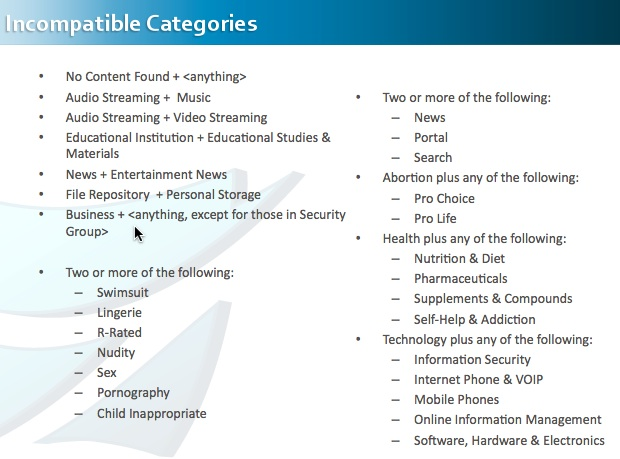 Incompatible Categories
• No Content Found + <anything>
• Audio Streaming +  Music
• Audio Streaming + Video Streaming
• Educational Institution + Educational Studies &
Materials
• News + Entertainment News
• File Repository  + Personal Storage
• Business + <anything, except for those in Security
Group>
• Two or more of the following:
– Swimsuit
– Lingerie
– R-Rated
– Nudity
– Sex
– Pornography
– Child Inappropriate
• Two or more of the following:
– News
– Portal
– Search
• Abortion plus any of the following:
– Pro Choice
– Pro Life
• Health plus any of the following:
– Nutrition & Diet
– Pharmaceuticals
– Supplements & Compounds
– Self-Help & Addiction
• Technology plus any of the following:
– Information Security
– Internet Phone & VOIP
– Mobile Phones
– Online Information Management
– Software, Hardware & Electronics